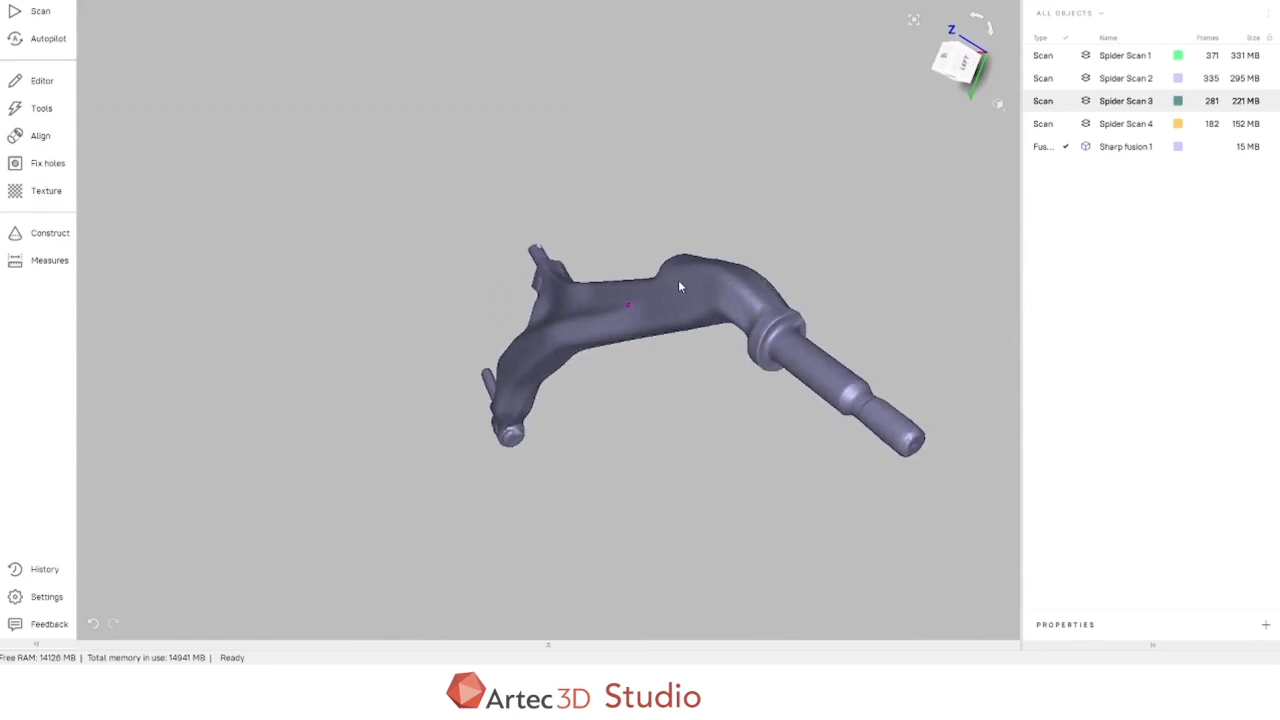 Scan
Autopilot
Editor
Tools
Align
Fix holes
Texture
Construct
Measures
History
Settings
Feedback
Z
LEFT
ALL OBJECTS
Type Name Frames Size
Scan Spider Scan 1 371 331 MB
Scan Spider Scan 2 335 295 MB
Scan Spider Scan 3 281 221 MB
Scan Spider Scan 4 182 152 MB
Fus... Sharp fusion 1 15 MB
PROPERTIES
Free RAM: 14126 MB | Total memory in use: 14941 MB | Ready
Artec3D Studio